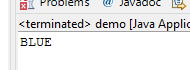 Problems @ Javadoc
<terminated> demo [Java Applic
BLUE